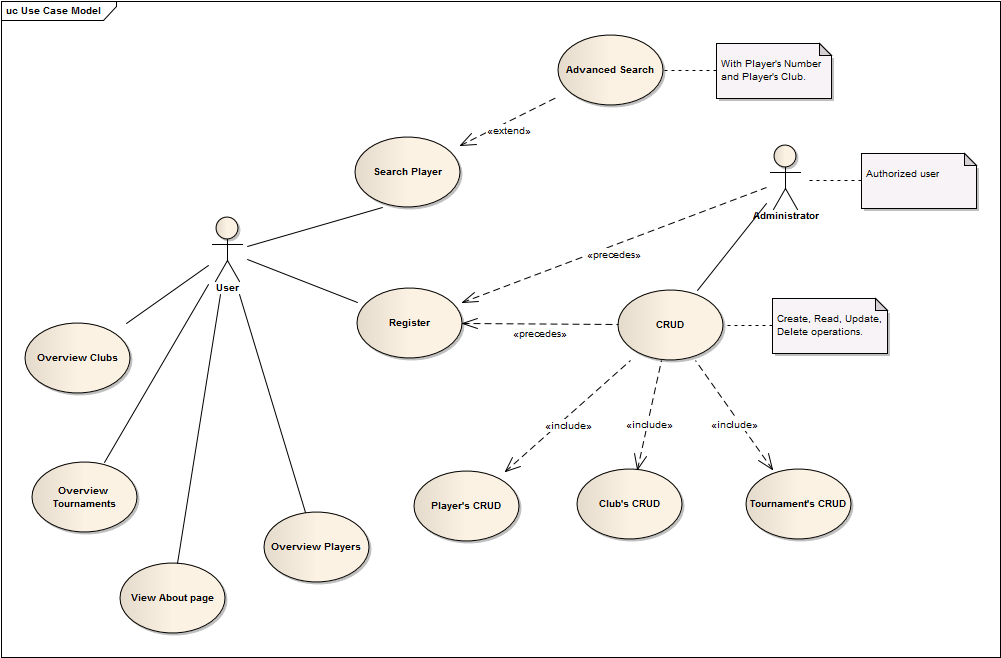 uc Use Case Model
Advanced Search
With Player's Number
and Player's Club.
«extend»
Search Player
Authorized user
Administrator
«precedes»
User
Register
«precedes»
CRUD
Create, Read, Update,
Delete operations.
Overview Clubs
«include»
«include»
«include»
Overview
Tournaments
Player's CRUD
Club's CRUD
Tournament's CRUD
Overview Players
View About page